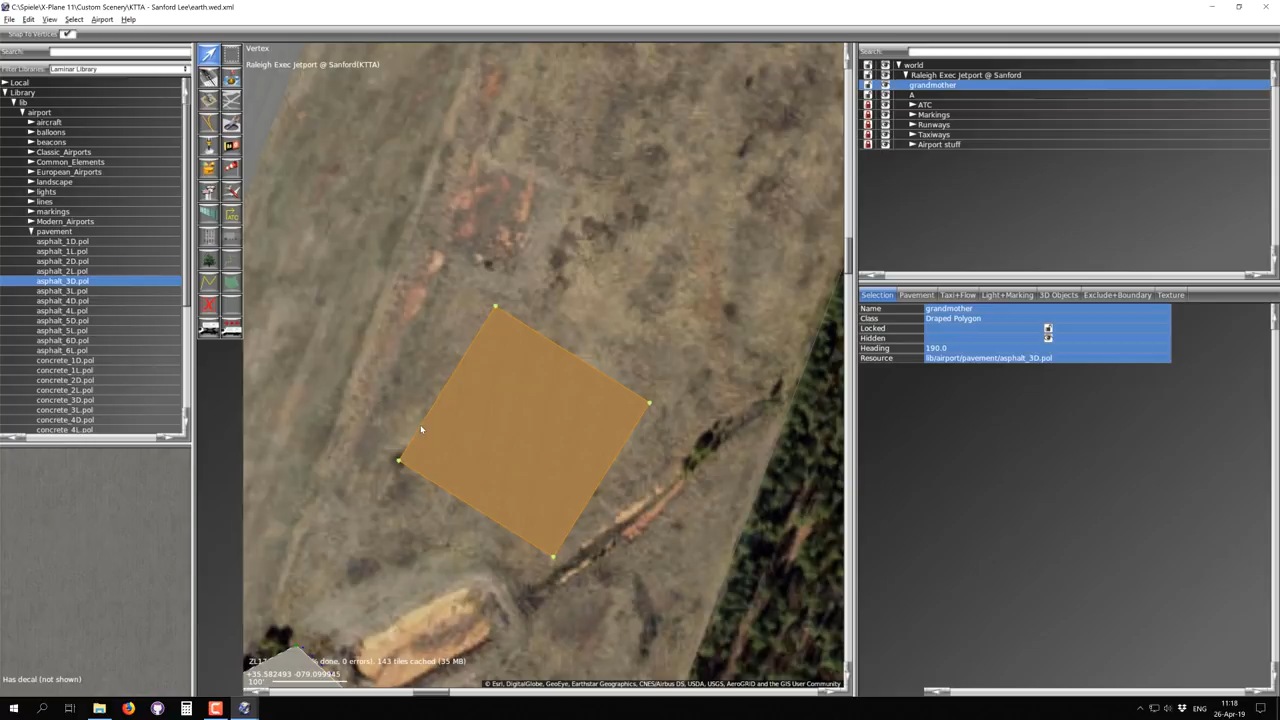 C:\Spiele\X-Plane 11\Custom Scenery\KTTA - Sanford Lee\earth.wed.xml
File Edit View Select Airport Help
Snap To Vertices
Search:
Filter Libraries: Laminar Library
Local
Library
lib
airport
aircraft
balloons
beacons
Classic_Airports
Common_Elements
European_Airports
landscape
lights
lines
markings
Modern_Airports
pavement
asphalt_1D.pol
asphalt_1L.pol
asphalt_2D.pol
asphalt_2L.pol
asphalt_3D.pol
asphalt_3L.pol
asphalt_4D.pol
asphalt_4L.pol
asphalt_5D.pol
asphalt_5L.pol
asphalt_6D.pol
asphalt_6L.pol
concrete_1D.pol
concrete_1L.pol
concrete_2D.pol
concrete_2L.pol
concrete_3D.pol
concrete_3L.pol
concrete_4D.pol
concrete_4L.pol
Has decal (not shown)
ATC
Vertex
Raleigh Exec Jetport @ Sanford(KTTA)
done, 0 errors). 143 tiles cached (35 MB)
+35.582493 -079.099945
100'
© Esri, DigitalGlobe, GeoEye, Earthstar Geographics, CNES/Airbus DS, USDA, USGS, AeroGRID and the GIS User Community
Search:
world
Raleigh Exec Jetport @ Sanford
grandmother
A
ATC
Markings
Runways
Taxiways
Airport stuff
Selection Pavement Taxi+Flow Light+Marking 3D Objects Exclude+Boundary Texture
Name grandmother
Class Draped Polygon
Locked
Hidden
Heading 190.0
Resource lib/airport/pavement/asphalt_3D.pol
ENG
11:18
26-Apr-19